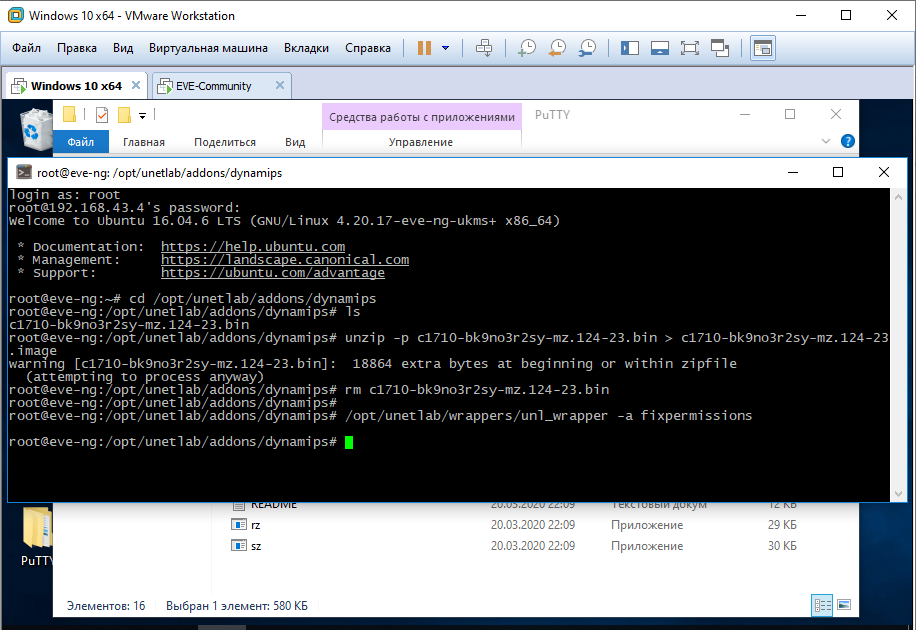 Windows 10 x64 - VMware Workstation
Файл Правка Вид Виртуальная машина Вкладки Справка
Windows 10 x64 EVE-Community
Средства работы с приложениями PuTTY
Файл Главная Поделиться Вид Управление
root@eve-ng: /opt/unetlab/addons/dynamips
login as: root
root@192.168.43.4's password:
Welcome to Ubuntu 16.04.6 LTS (GNU/Linux 4.20.17-eve-ng-ukms+ x86_64)
* Documentation: https://help.ubuntu.com
* Management: https://landscape.canonical.com
* Support: https://ubuntu.com/advantage
root@eve-ng:~# cd /opt/unetlab/addons/dynamips
root@eve-ng:/opt/unetlab/addons/dynamips# ls
c1710-bk9no3r2sy-mz.124-23.bin
root@eve-ng:/opt/unetlab/addons/dynamips# unzip -p c1710-bk9no3r2sy-mz.124-23.bin > c1710-bk9no3r2sy-mz.124-23
.image
warning [c1710-bk9no3r2sy-mz.124-23.bin]: 18864 extra bytes at beginning or within zipfile
(attempting to process anyway)
root@eve-ng:/opt/unetlab/addons/dynamips# rm c1710-bk9no3r2sy-mz.124-23.bin
root@eve-ng:/opt/unetlab/addons/dynamips#
root@eve-ng:/opt/unetlab/addons/dynamips# /opt/unetlab/wrappers/unl_wrapper -a fixpermissions
root@eve-ng:/opt/unetlab/addons/dynamips#
README 20.03.2020 22:09 Текстовый докум 12 КБ
rz 20.03.2020 22:09 Приложение 29 КБ
sz 20.03.2020 22:09 Приложение 30 КБ
PuTTY
Элементов: 16 Выбран 1 элемент: 580 КБ